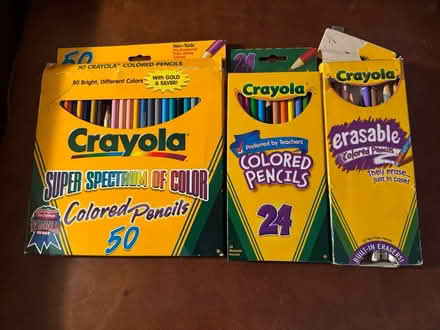 50
50 CRAYOLA COLORED PENCILS
Non-Toxic
50 Bright, Different Colors
With GOLD
& SILVER!
Crayola
SUPER SPECTRUM OF COLOR
Colored Pencils
50
24
Crayola
Preferred by Teachers
COLORED
PENCILS
24
Crayola
erasable
Colored Pencils
They erase
just in case!
BUILT-IN ERASERS!